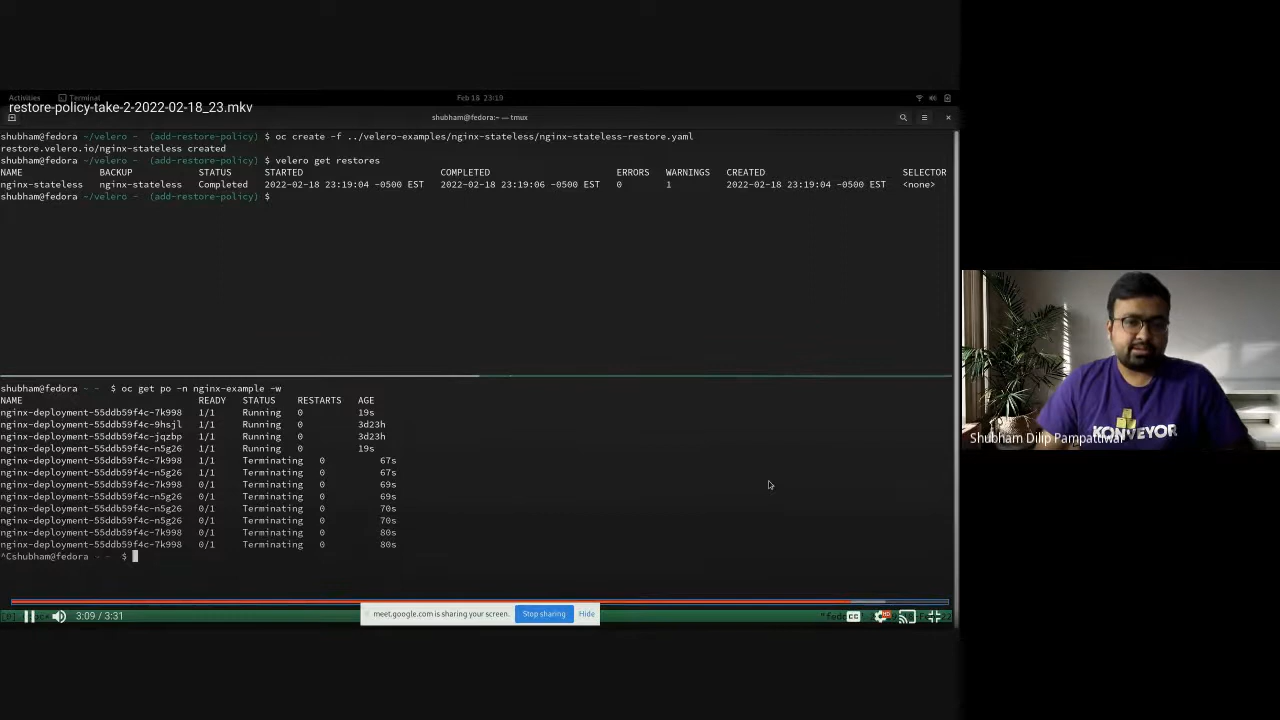 Activities Terminal Feb 18 23:19
restore-policy-take-2-2022-02-18_23.mkv
shubham@fedora:~ — tmux
shubham@fedora ~/velero - (add-restore-policy) $ oc create -f ../velero-examples/nginx-stateless/nginx-stateless-restore.yaml
restore.velero.io/nginx-stateless created
shubham@fedora ~/velero - (add-restore-policy) $ velero get restores
NAME BACKUP STATUS STARTED COMPLETED ERRORS WARNINGS CREATED SELECTOR
nginx-stateless nginx-stateless Completed 2022-02-18 23:19:04 -0500 EST 2022-02-18 23:19:06 -0500 EST 0 1 2022-02-18 23:19:04 -0500 EST <none>
shubham@fedora ~/velero - (add-restore-policy) $
shubham@fedora ~ - $ oc get po -n nginx-example -w
NAME READY STATUS RESTARTS AGE
nginx-deployment-55ddb59f4c-7k998 1/1 Running 0 19s
nginx-deployment-55ddb59f4c-9hsjl 1/1 Running 0 3d23h
nginx-deployment-55ddb59f4c-jqzbp 1/1 Running 0 3d23h
nginx-deployment-55ddb59f4c-n5g26 1/1 Running 0 19s
nginx-deployment-55ddb59f4c-7k998 1/1 Terminating 0 67s
nginx-deployment-55ddb59f4c-n5g26 1/1 Terminating 0 67s
nginx-deployment-55ddb59f4c-7k998 0/1 Terminating 0 69s
nginx-deployment-55ddb59f4c-n5g26 0/1 Terminating 0 69s
nginx-deployment-55ddb59f4c-n5g26 0/1 Terminating 0 70s
nginx-deployment-55ddb59f4c-n5g26 0/1 Terminating 0 70s
nginx-deployment-55ddb59f4c-7k998 0/1 Terminating 0 80s
nginx-deployment-55ddb59f4c-7k998 0/1 Terminating 0 80s
^Cshubham@fedora ~ - $
3:09 / 3:31
meet.google.com is sharing your screen. Stop sharing Hide
CC HD
KONVEYOR
Shubham Dilip Pampattiwar